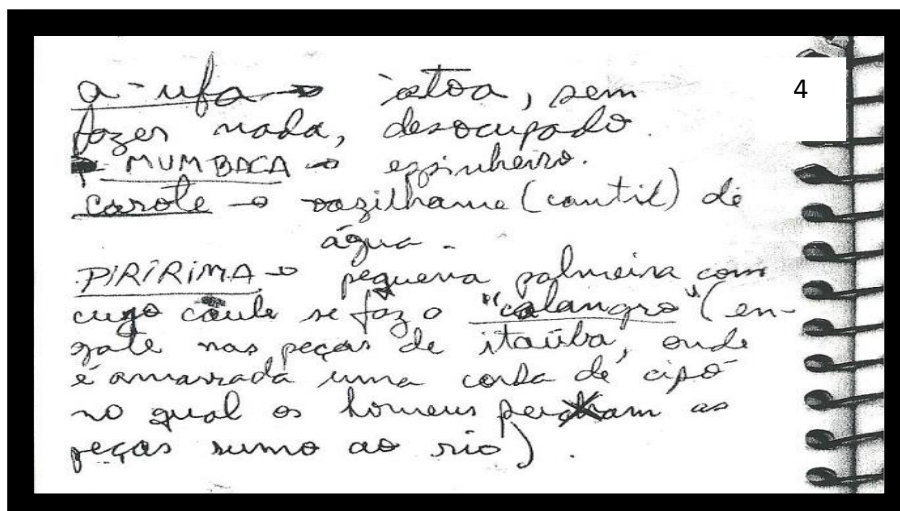 a-ufa → àtoa, sem
4
fazer nada, desocupado.
MUMBACA → espinheiro.
Carote → vazilhame (cantil) de
água.
PIRIRIMA → pequena palmeira com
cujo caule se faz o "calangro" (en-
gate nas peças de itaúba, onde
é amarrada uma corda de cipó
no qual os homens puxam as
peças rumo ao rio).